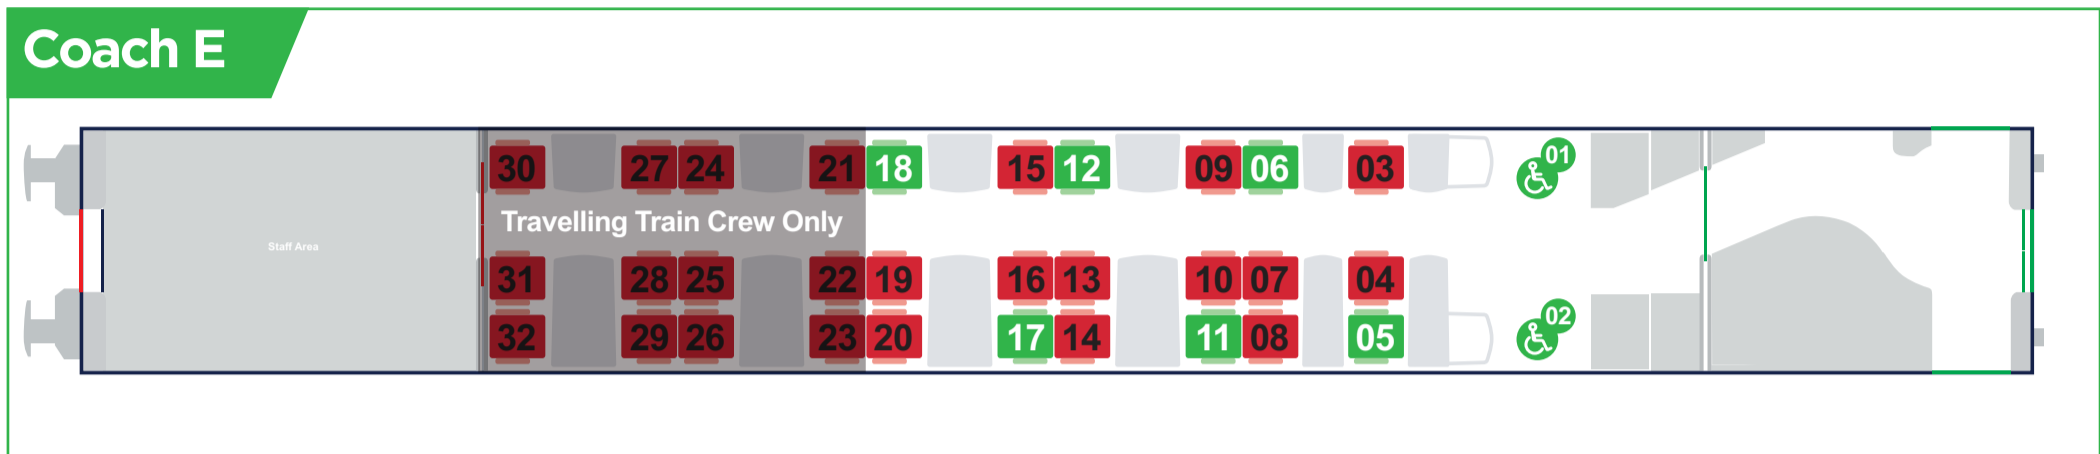 Coach E
01
30 27 24 21 18 15 12 09 06 03
Travelling Train Crew Only
Staff Area
31 28 25 22 19 16 13 10 07 04
02
32 29 26 23 20 17 14 11 08 05